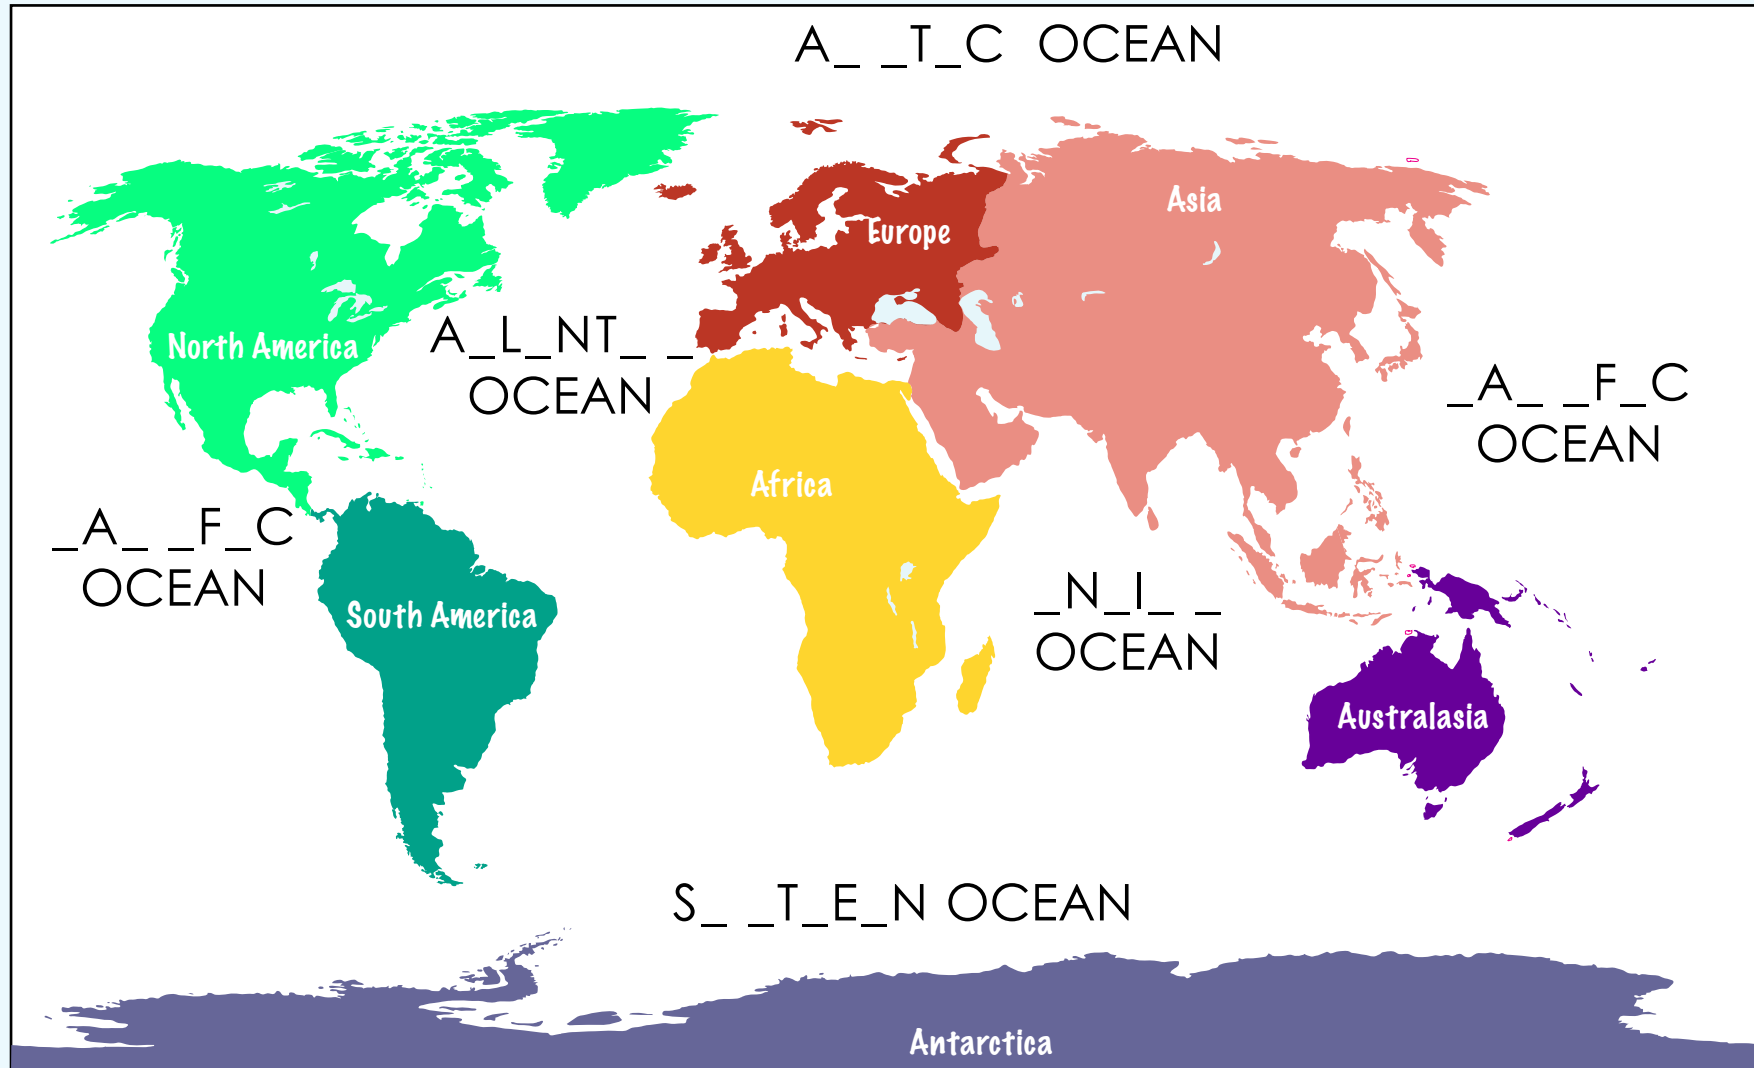 A_ _T_C OCEAN
Asia
Europe
North America
A_L_NT_ _
OCEAN
_A_ _F_C
OCEAN
Africa
_A_ _F_C
OCEAN
South America
_N_I_ _
OCEAN
Australasia
S_ _T_E_N OCEAN
Antarctica